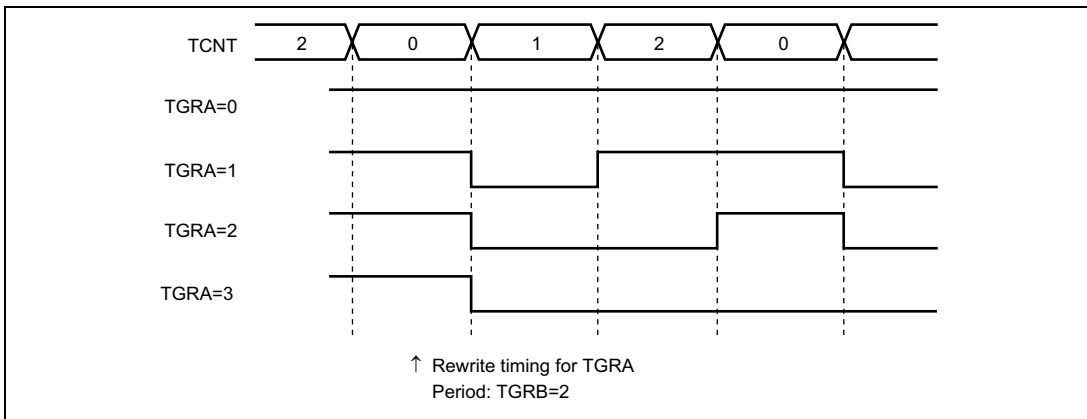 TCNT 2 0 1 2 0
TGRA=0
TGRA=1
TGRA=2
TGRA=3
↑ Rewrite timing for TGRA
Period: TGRB=2